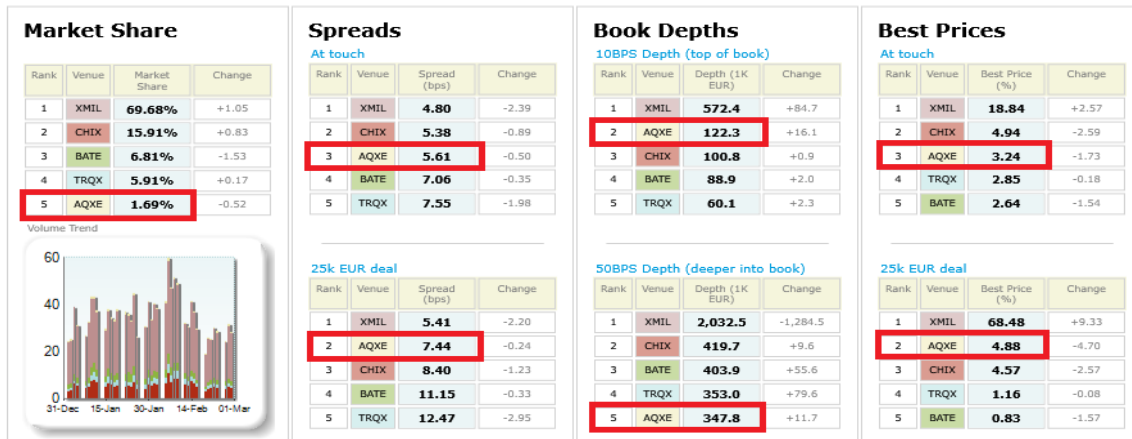 Market Share
Rank Venue Market Share Change
1 XMIL 69.68% +1.05
2 CHIX 15.91% +0.83
3 BATE 6.81% -1.53
4 TRQX 5.91% +0.17
5 AQXE 1.69% -0.52
Volume Trend
60
40
20
0
31-Dec 15-Jan 30-Jan 14-Feb 01-Mar
Spreads
At touch
Rank Venue Spread (bps) Change
1 XMIL 4.80 -2.39
2 CHIX 5.38 -0.89
3 AQXE 5.61 -0.50
4 BATE 7.06 -0.35
5 TRQX 7.55 -1.98
25k EUR deal
Rank Venue Spread (bps) Change
1 XMIL 5.41 -2.20
2 AQXE 7.44 -0.24
3 CHIX 8.40 -1.23
4 BATE 11.15 -0.33
5 TRQX 12.47 -2.95
Book Depths
10BPS Depth (top of book)
Rank Venue Depth (1K EUR) Change
1 XMIL 572.4 +84.7
2 AQXE 122.3 +16.1
3 CHIX 100.8 +0.9
4 BATE 88.9 +2.0
5 TRQX 60.1 +2.3
50BPS Depth (deeper into book)
Rank Venue Depth (1K EUR) Change
1 XMIL 2,032.5 -1,284.5
2 CHIX 419.7 +9.6
3 BATE 403.9 +55.6
4 TRQX 353.0 +79.6
5 AQXE 347.8 +11.7
Best Prices
At touch
Rank Venue Best Price (%) Change
1 XMIL 18.84 +2.57
2 CHIX 4.94 -2.59
3 AQXE 3.24 -1.73
4 TRQX 2.85 -0.18
5 BATE 2.64 -1.54
25k EUR deal
Rank Venue Best Price (%) Change
1 XMIL 68.48 +9.33
2 AQXE 4.88 -4.70
3 CHIX 4.57 -2.57
4 TRQX 1.16 -0.08
5 BATE 0.83 -1.57